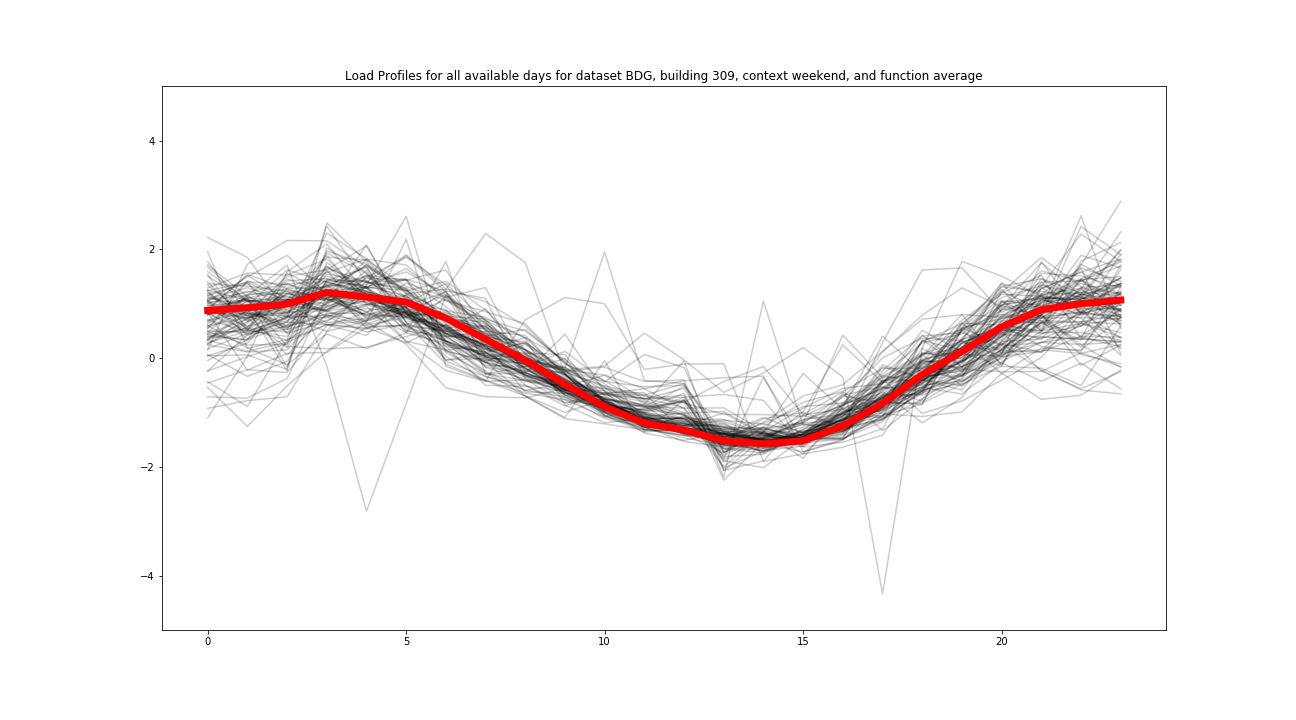 Load Profiles for all available days for dataset BDG, building 309, context weekend, and function average
4
2
0
−2
−4
0 5 10 15 20